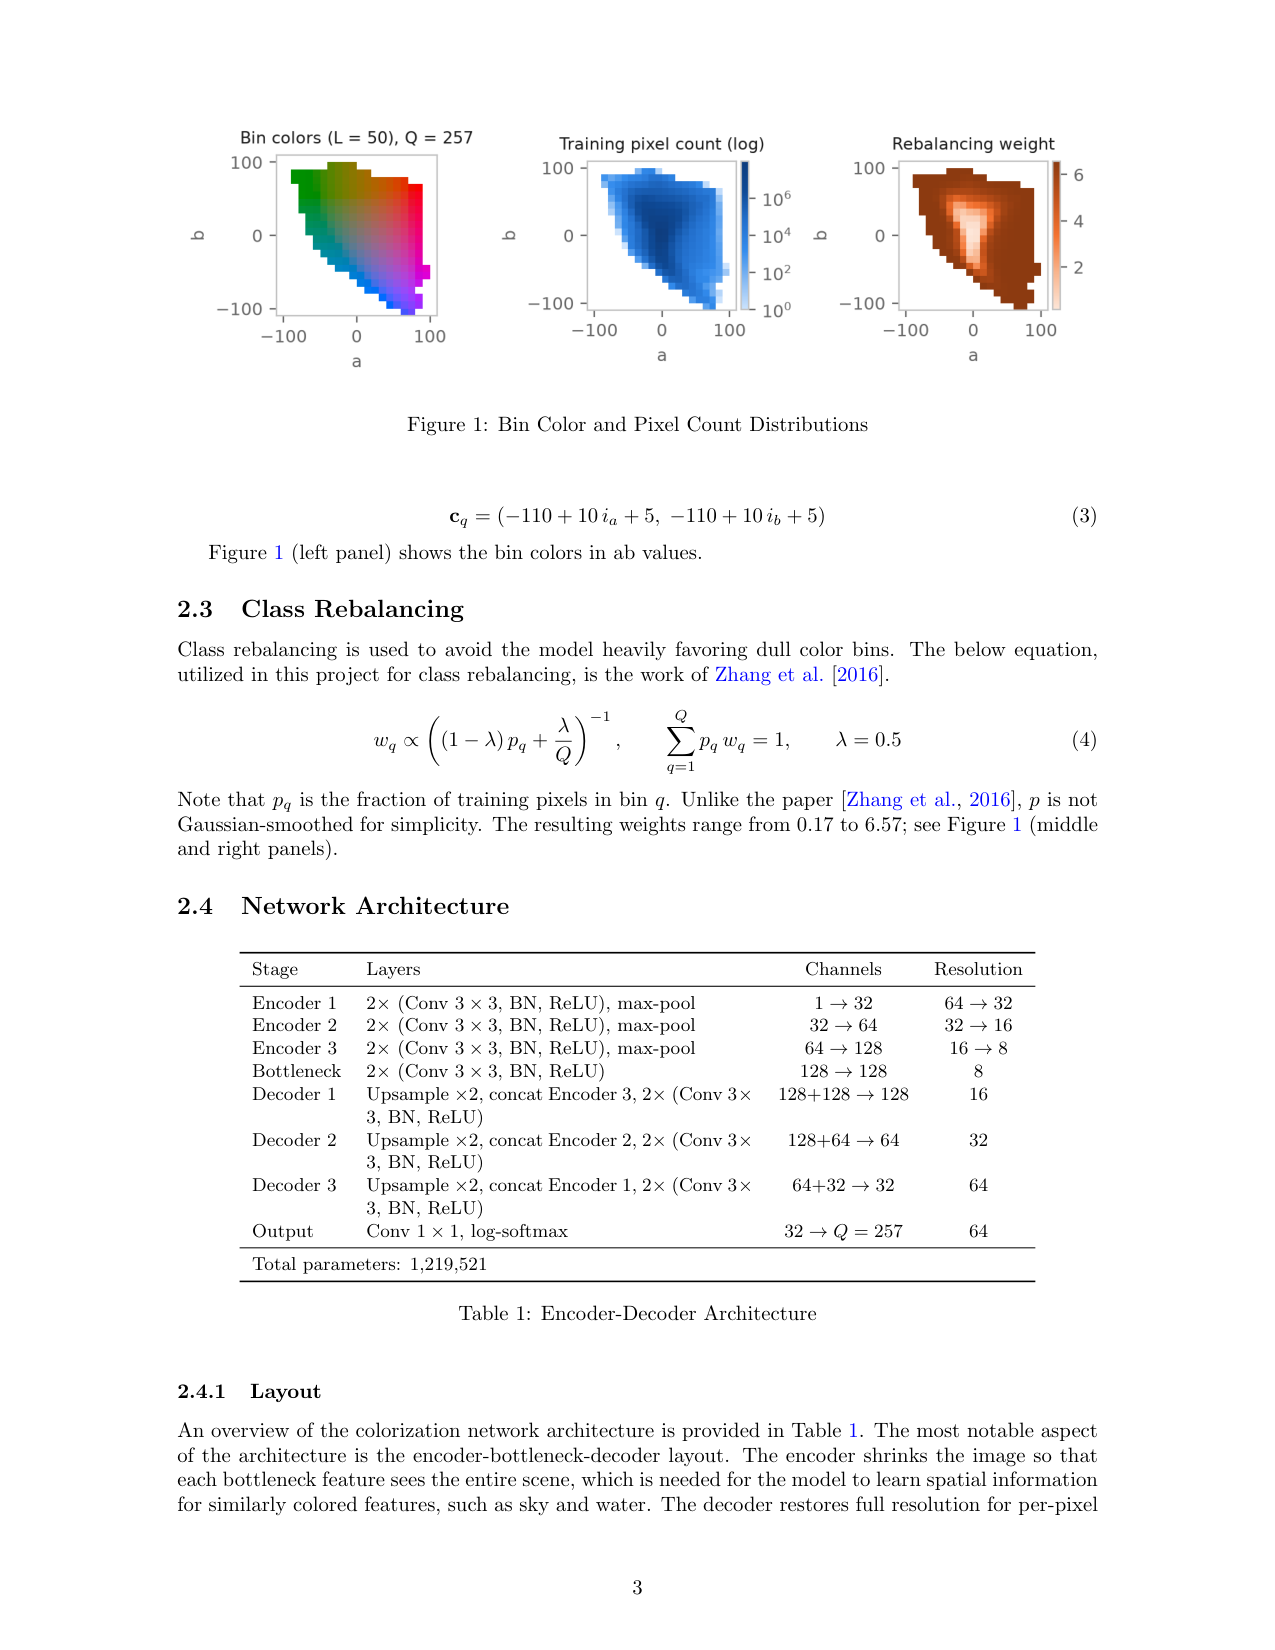 Bin colors (L = 50), Q = 257
100
0
−100
b
−100 0 100
a
Training pixel count (log)
100
0
−100
b
−100 0 100
a
10⁶
10⁴
10²
10⁰
Rebalancing weight
100
0
−100
b
−100 0 100
a
6
4
2
Figure 1: Bin Color and Pixel Count Distributions
c_q = (−110 + 10 i_a + 5, −110 + 10 i_b + 5) (3)
Figure 1 (left panel) shows the bin colors in ab values.
2.3 Class Rebalancing
Class rebalancing is used to avoid the model heavily favoring dull color bins. The below equation,
utilized in this project for class rebalancing, is the work of Zhang et al. [2016].
w_q ∝ ((1 − λ) p_q + λ/Q)^{−1}, ∑_{q=1}^{Q} p_q w_q = 1, λ = 0.5 (4)
Note that p_q is the fraction of training pixels in bin q. Unlike the paper [Zhang et al., 2016], p is not
Gaussian-smoothed for simplicity. The resulting weights range from 0.17 to 6.57; see Figure 1 (middle
and right panels).
2.4 Network Architecture
Stage Layers Channels Resolution
Encoder 1 2× (Conv 3 × 3, BN, ReLU), max-pool 1 → 32 64 → 32
Encoder 2 2× (Conv 3 × 3, BN, ReLU), max-pool 32 → 64 32 → 16
Encoder 3 2× (Conv 3 × 3, BN, ReLU), max-pool 64 → 128 16 → 8
Bottleneck 2× (Conv 3 × 3, BN, ReLU) 128 → 128 8
Decoder 1 Upsample ×2, concat Encoder 3, 2× (Conv 3× 128+128 → 128 16
3, BN, ReLU)
Decoder 2 Upsample ×2, concat Encoder 2, 2× (Conv 3× 128+64 → 64 32
3, BN, ReLU)
Decoder 3 Upsample ×2, concat Encoder 1, 2× (Conv 3× 64+32 → 32 64
3, BN, ReLU)
Output Conv 1 × 1, log-softmax 32 → Q = 257 64
Total parameters: 1,219,521
Table 1: Encoder-Decoder Architecture
2.4.1 Layout
An overview of the colorization network architecture is provided in Table 1. The most notable aspect
of the architecture is the encoder-bottleneck-decoder layout. The encoder shrinks the image so that
each bottleneck feature sees the entire scene, which is needed for the model to learn spatial information
for similarly colored features, such as sky and water. The decoder restores full resolution for per-pixel
3